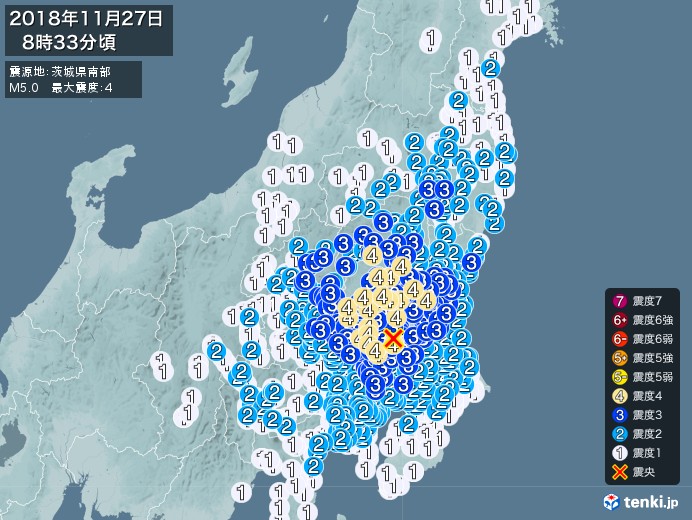 2018年11月27日
8時33分頃
震源地：茨城県南部
M5.0 最大震度：4
7 震度7
6+ 震度6強
6- 震度6弱
5+ 震度5強
5- 震度5弱
4 震度4
3 震度3
2 震度2
1 震度1
震央
tenki.jp